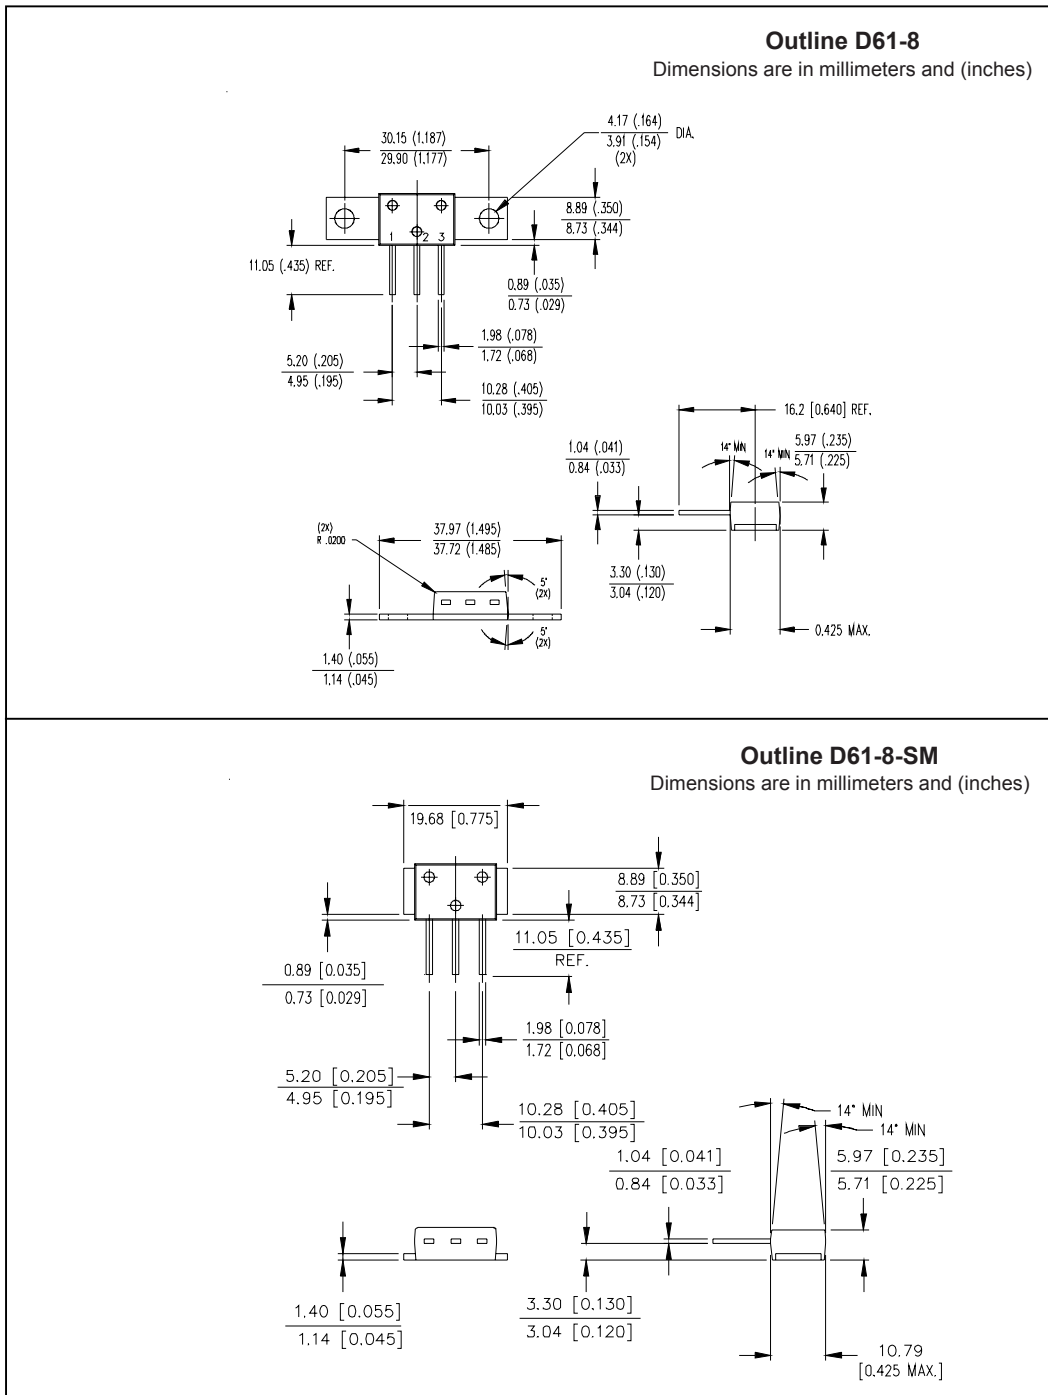 Outline D61-8
Dimensions are in millimeters and (inches)
30.15 (1.187)
29.90 (1.177)
4.17 (.164)
3.91 (.154)
DIA.
(2X)
8.89 (.350)
8.73 (.344)
1 2 3
11.05 (.435) REF.
0.89 (.035)
0.73 (.029)
1.98 (.078)
1.72 (.068)
5.20 (.205)
4.95 (.195)
10.28 (.405)
10.03 (.395)
16.2 [0.640] REF.
1.04 (.041)
0.84 (.033)
14° MIN
14° MIN
5.97 (.235)
5.71 (.225)
(2X)
R .0200
37.97 (1.495)
37.72 (1.485)
5°
(2X)
3.30 (.130)
3.04 (.120)
5°
(2X)
0.425 MAX.
1.40 (.055)
1.14 (.045)
Outline D61-8-SM
Dimensions are in millimeters and (inches)
19.68 [0.775]
8.89 [0.350]
8.73 [0.344]
11.05 [0.435]
REF.
0.89 [0.035]
0.73 [0.029]
1.98 [0.078]
1.72 [0.068]
5.20 [0.205]
4.95 [0.195]
10.28 [0.405]
10.03 [0.395]
14° MIN
14° MIN
1.04 [0.041]
0.84 [0.033]
5.97 [0.235]
5.71 [0.225]
1.40 [0.055]
1.14 [0.045]
3.30 [0.130]
3.04 [0.120]
10.79
[0.425 MAX.]